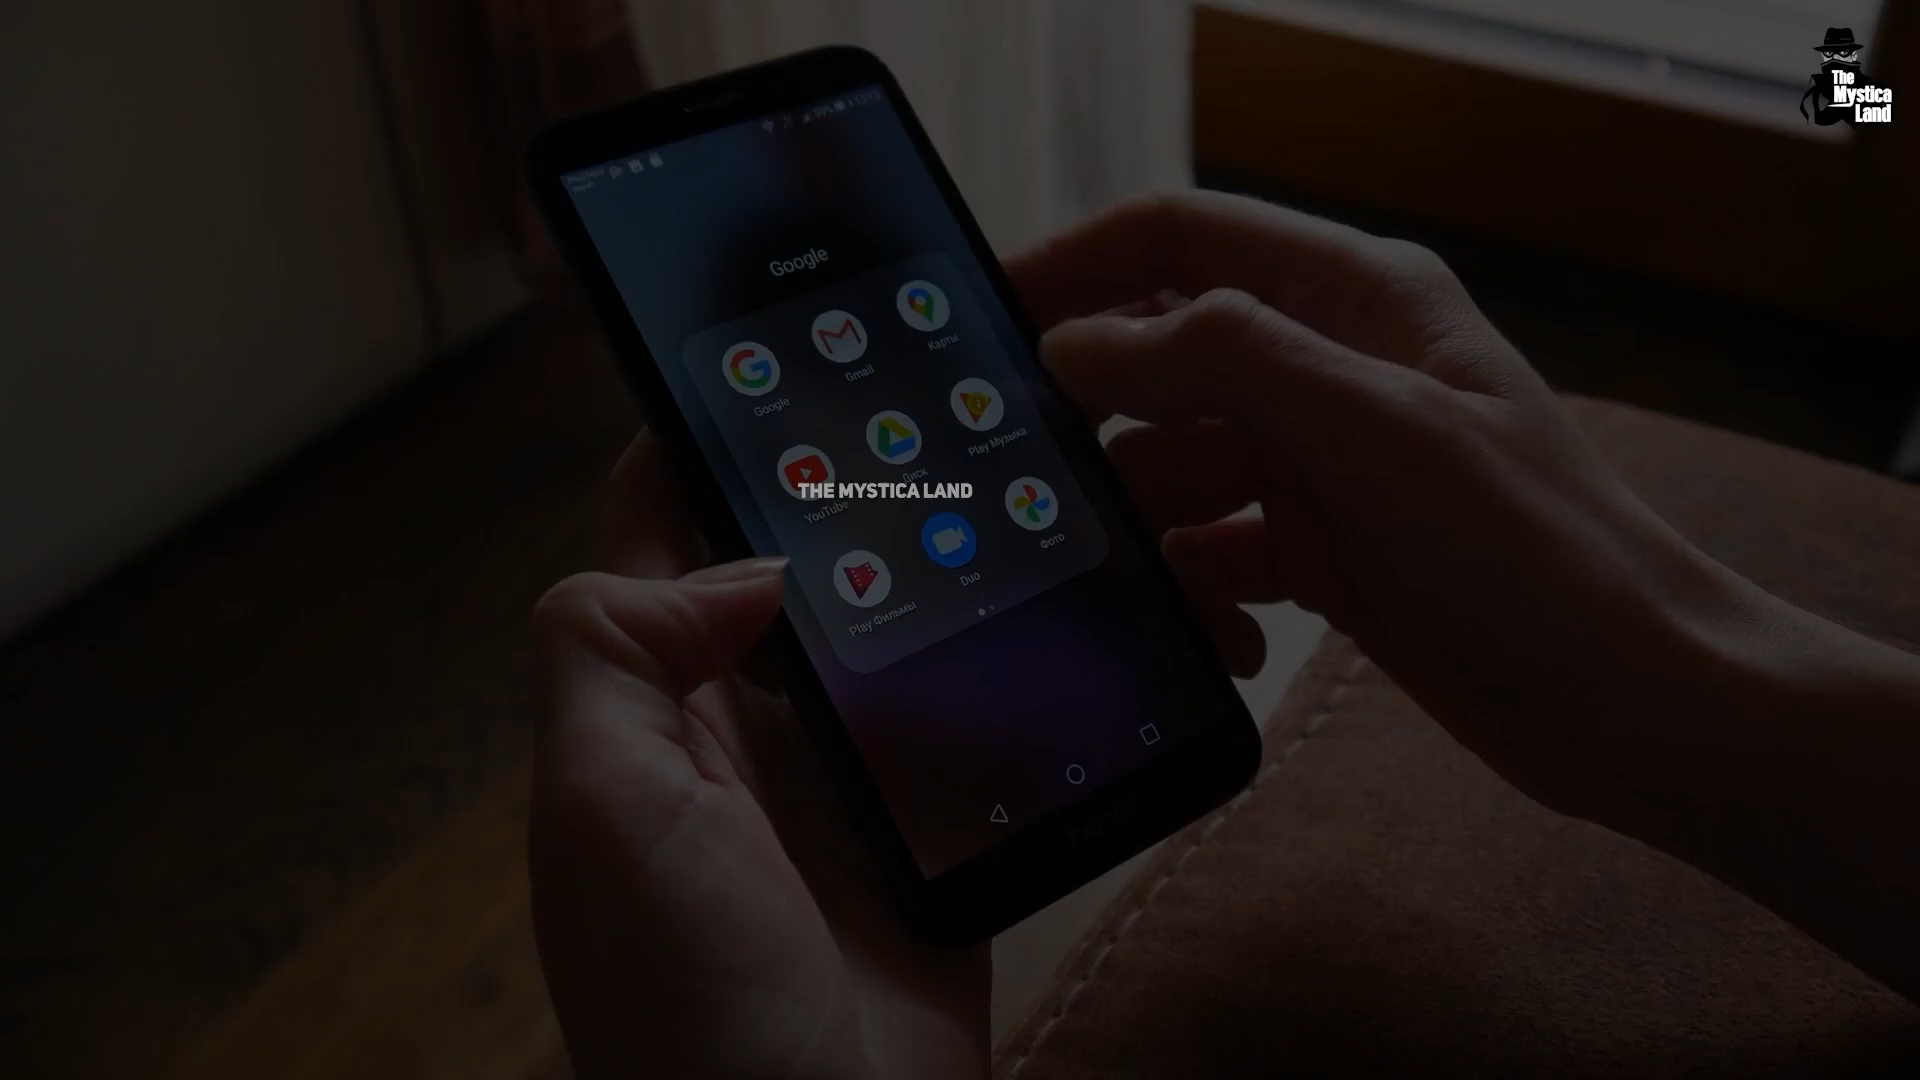 The
Mystica
Land
Google
Google
Gmail
Карты
YouTube
Диск
Play Музыка
THE MYSTICA LAND
Play Фильмы
Duo
Фото